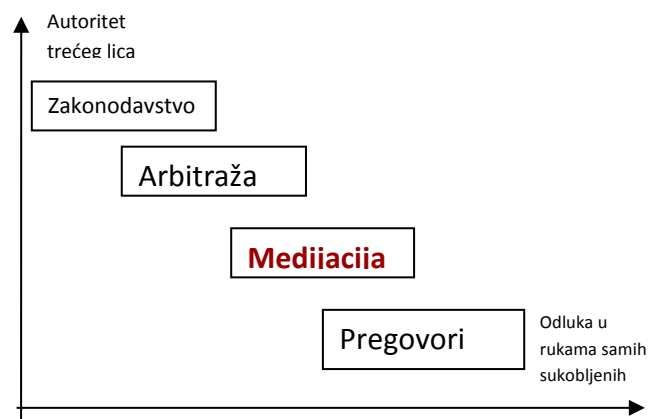 Autoritet
trećeg lica
Zakonodavstvo
Arbitraža
Medijacija
Pregovori
Odluka u
rukama samih
sukobljenih